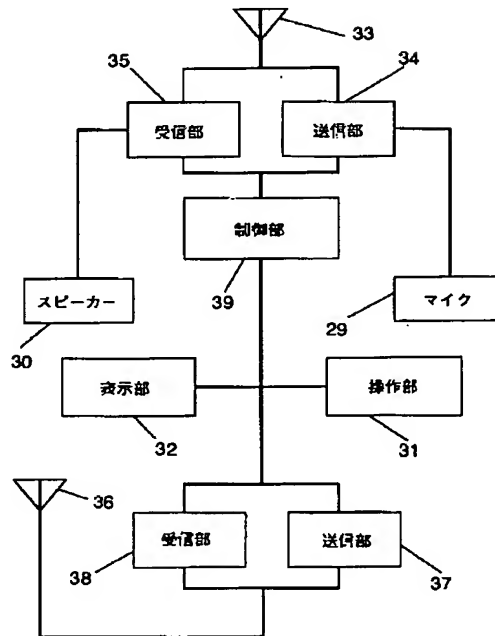 33
35
34
受信部
送信部
制御部
39
スピーカー
30
マイク
29
表示部
32
操作部
31
36
受信部
38
送信部
37